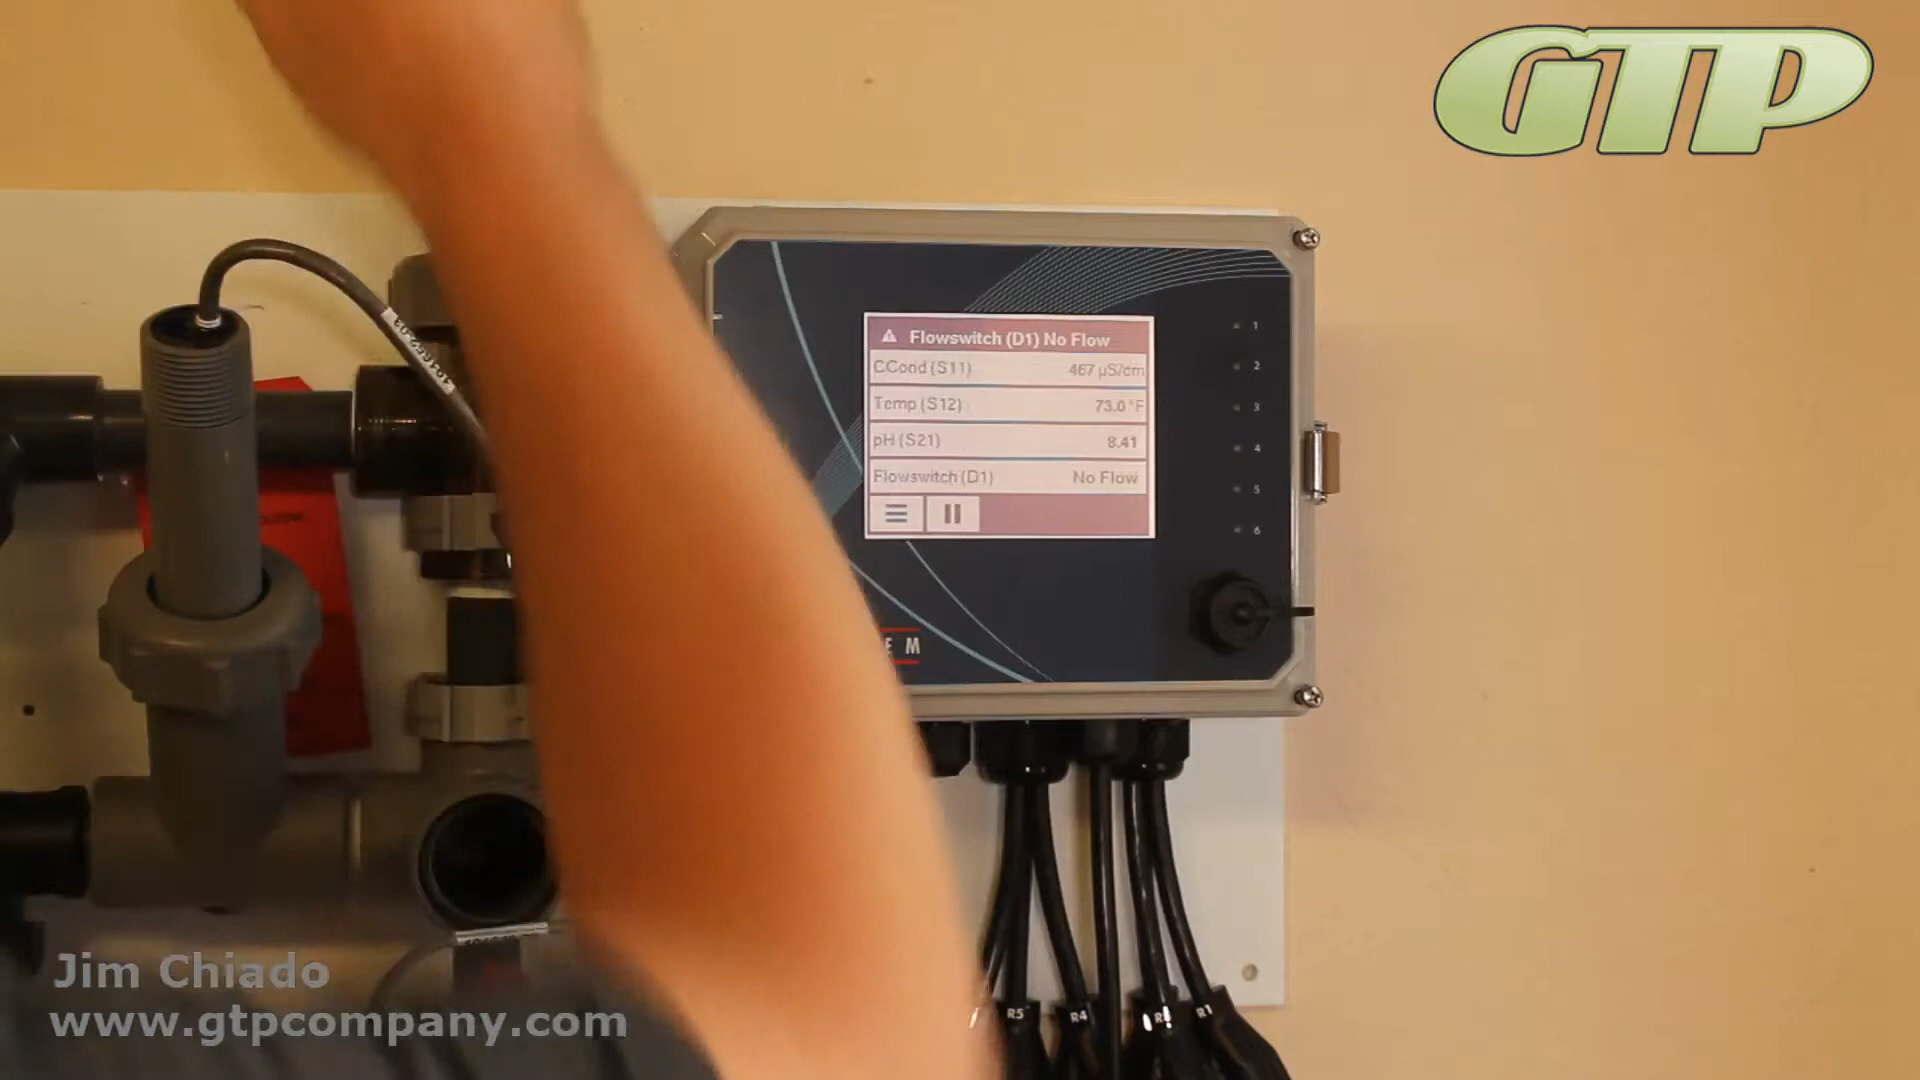 GTP
⚠ Flowswitch (D1) No Flow
CCond (S11) 467 µS/cm
Temp (S12) 73.0 °F
pH (S21) 8.41
Flowswitch (D1) No Flow
1
2
3
4
5
6
E M
R5 R4 R1
Jim Chiado
www.gtpcompany.com